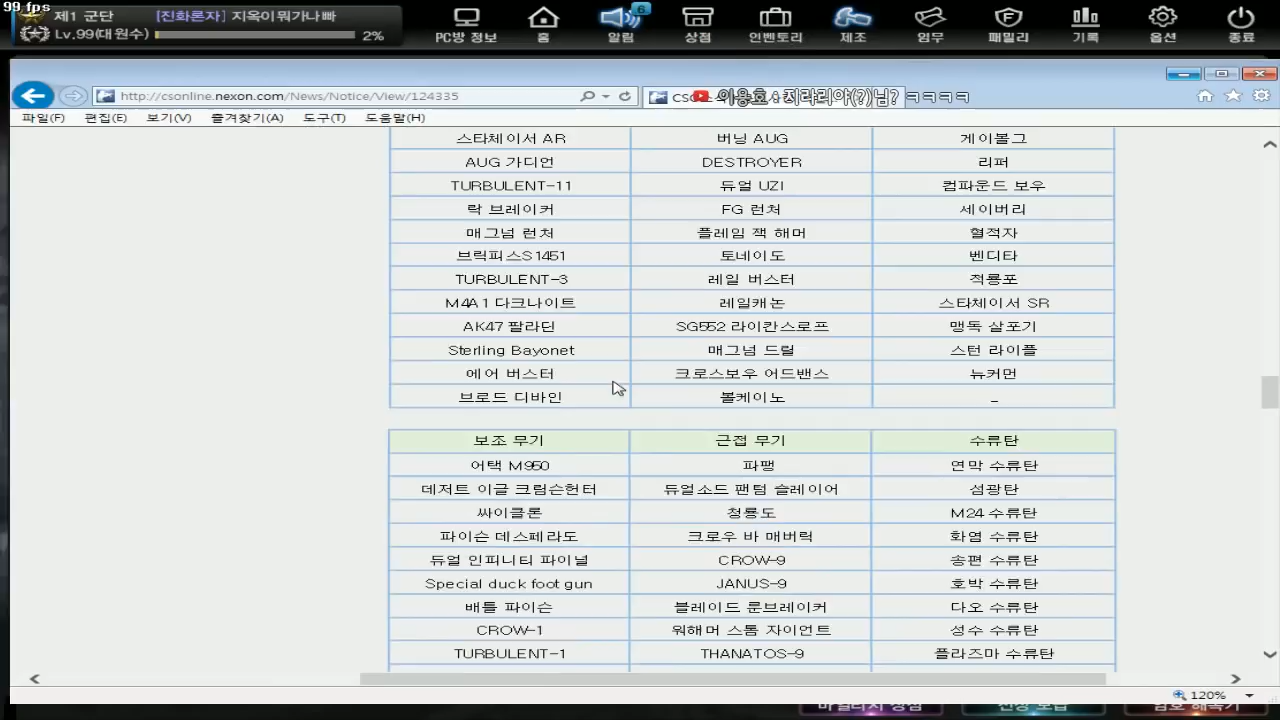 99 fps
제1 군단 [진화론자] 지옥이뭐가나빠
Lv.99(대원수) 2%
6
PC방 정보 홈 알림 상점 인벤토리 제조 임무 패밀리 기록 옵션 종료
http://csonline.nexon.com/News/Notice/View/124335
이용호 : 지락리야(?)님? ㅋㅋㅋㅋ
파일(F) 편집(E) 보기(V) 즐겨찾기(A) 도구(T) 도움말(H)
스타체이서 AR 버닝 AUG 게이볼그
AUG 가디언 DESTROYER 리퍼
TURBULENT-11 듀얼 UZI 컴파운드 보우
락 브레이커 FG 런처 세이버리
매그넘 런처 플레임 잭 해머 혈적자
브릭피스S1451 토네이도 벤디타
TURBULENT-3 레일 버스터 적룡포
M4A1 다크나이트 레일캐논 스타체이서 SR
AK47 팔라딘 SG552 라이칸스로프 맹독 살포기
Sterling Bayonet 매그넘 드릴 스턴 라이플
에어 버스터 크로스보우 어드밴스 뉴커먼
브로드 디바인 볼케이노 -
보조 무기 근접 무기 수류탄
어택 M950 파팽 연막 수류탄
데저트 이글 크림슨헌터 듀얼소드 팬텀 슬레이어 섬광탄
싸이클론 청룡도 M24 수류탄
파이슨 데스페라도 크로우 바 매버릭 화염 수류탄
듀얼 인피니티 파이널 CROW-9 송편 수류탄
Special duck foot gun JANUS-9 호박 수류탄
배틀 파이슨 블레이드 룬브레이커 다오 수류탄
CROW-1 워해머 스톰 자이언트 성수 수류탄
TURBULENT-1 THANATOS-9 플라즈마 수류탄
120%
마일리지 상점